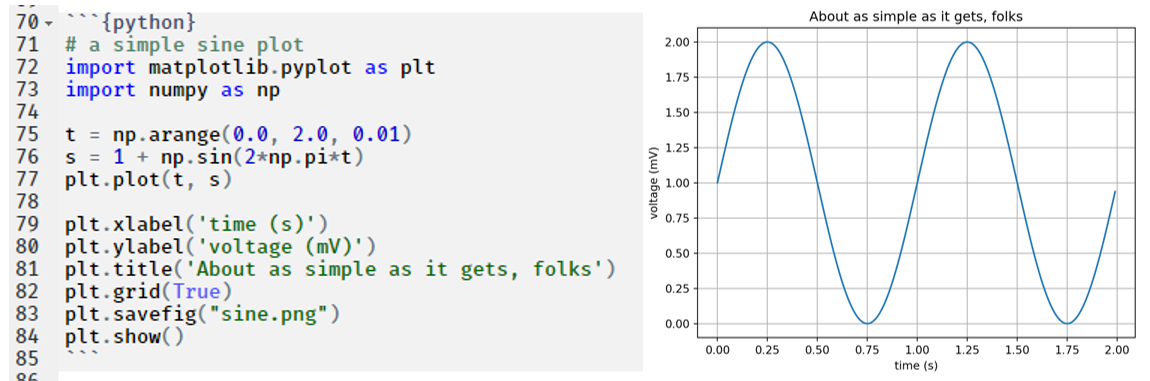 70 ```{python}
71 # a simple sine plot
72 import matplotlib.pyplot as plt
73 import numpy as np
74
75 t = np.arange(0.0, 2.0, 0.01)
76 s = 1 + np.sin(2*np.pi*t)
77 plt.plot(t, s)
78
79 plt.xlabel('time (s)')
80 plt.ylabel('voltage (mV)')
81 plt.title('About as simple as it gets, folks')
82 plt.grid(True)
83 plt.savefig("sine.png")
84 plt.show()
85 ```
86
About as simple as it gets, folks
voltage (mV)
2.00
1.75
1.50
1.25
1.00
0.75
0.50
0.25
0.00
0.00 0.25 0.50 0.75 1.00 1.25 1.50 1.75 2.00
time (s)